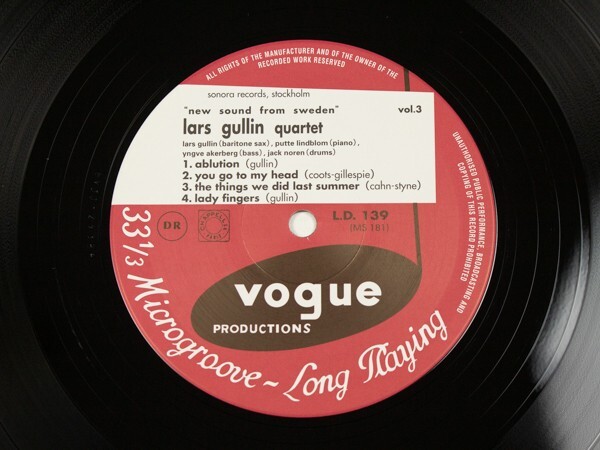 ALL RIGHTS OF THE MANUFACTURER AND OF THE OWNER OF THE
RECORDED WORK RESERVED
sonora records, stockholm
"new sound from sweden" vol.3
lars gullin quartet
lars gullin (baritone sax), putte lindblom (piano),
yngve akerberg (bass), jack noren (drums)
1. ablution (gullin)
2. you go to my head (coots-gillespie)
3. the things we did last summer (cahn-styne)
4. lady fingers (gullin)
UNAUTHORISED PUBLIC PERFORMANCE, BROADCASTING AND
COPYING OF THIS RECORD PROHIBITED
DR
L.D. 139
(MS 181)
vogue
PRODUCTIONS
33 1/3 Microgroove ~ Long Playing